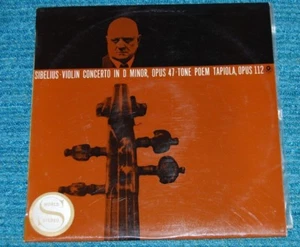 SIBELIUS·VIOLIN CONCERTO IN D MINOR, OPUS 47·TONE POEM TAPIOLA, OPUS 112